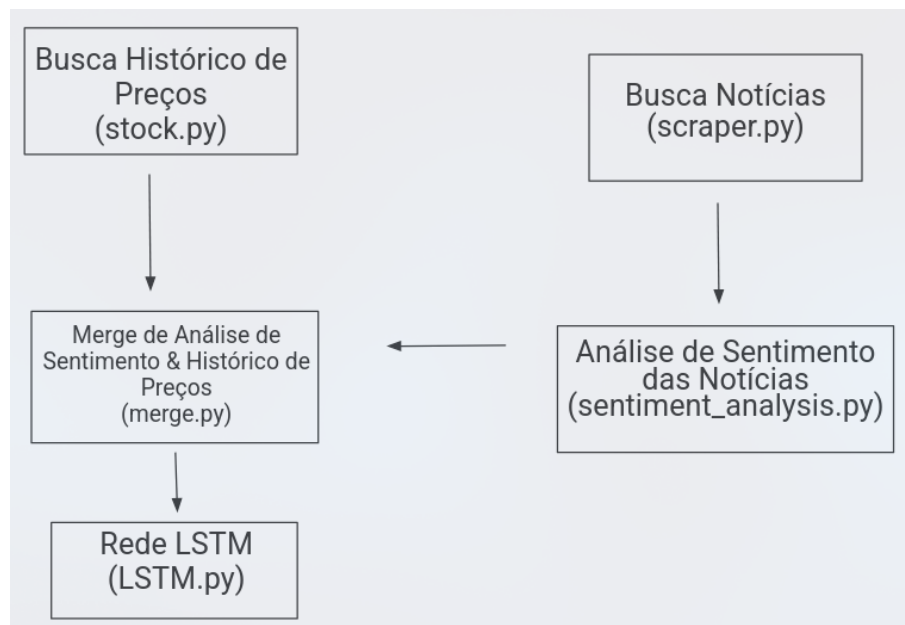 Busca Histórico de
Preços
(stock.py)
Busca Notícias
(scraper.py)
Merge de Análise de
Sentimento & Histórico de
Preços
(merge.py)
Análise de Sentimento
das Notícias
(sentiment_analysis.py)
Rede LSTM
(LSTM.py)